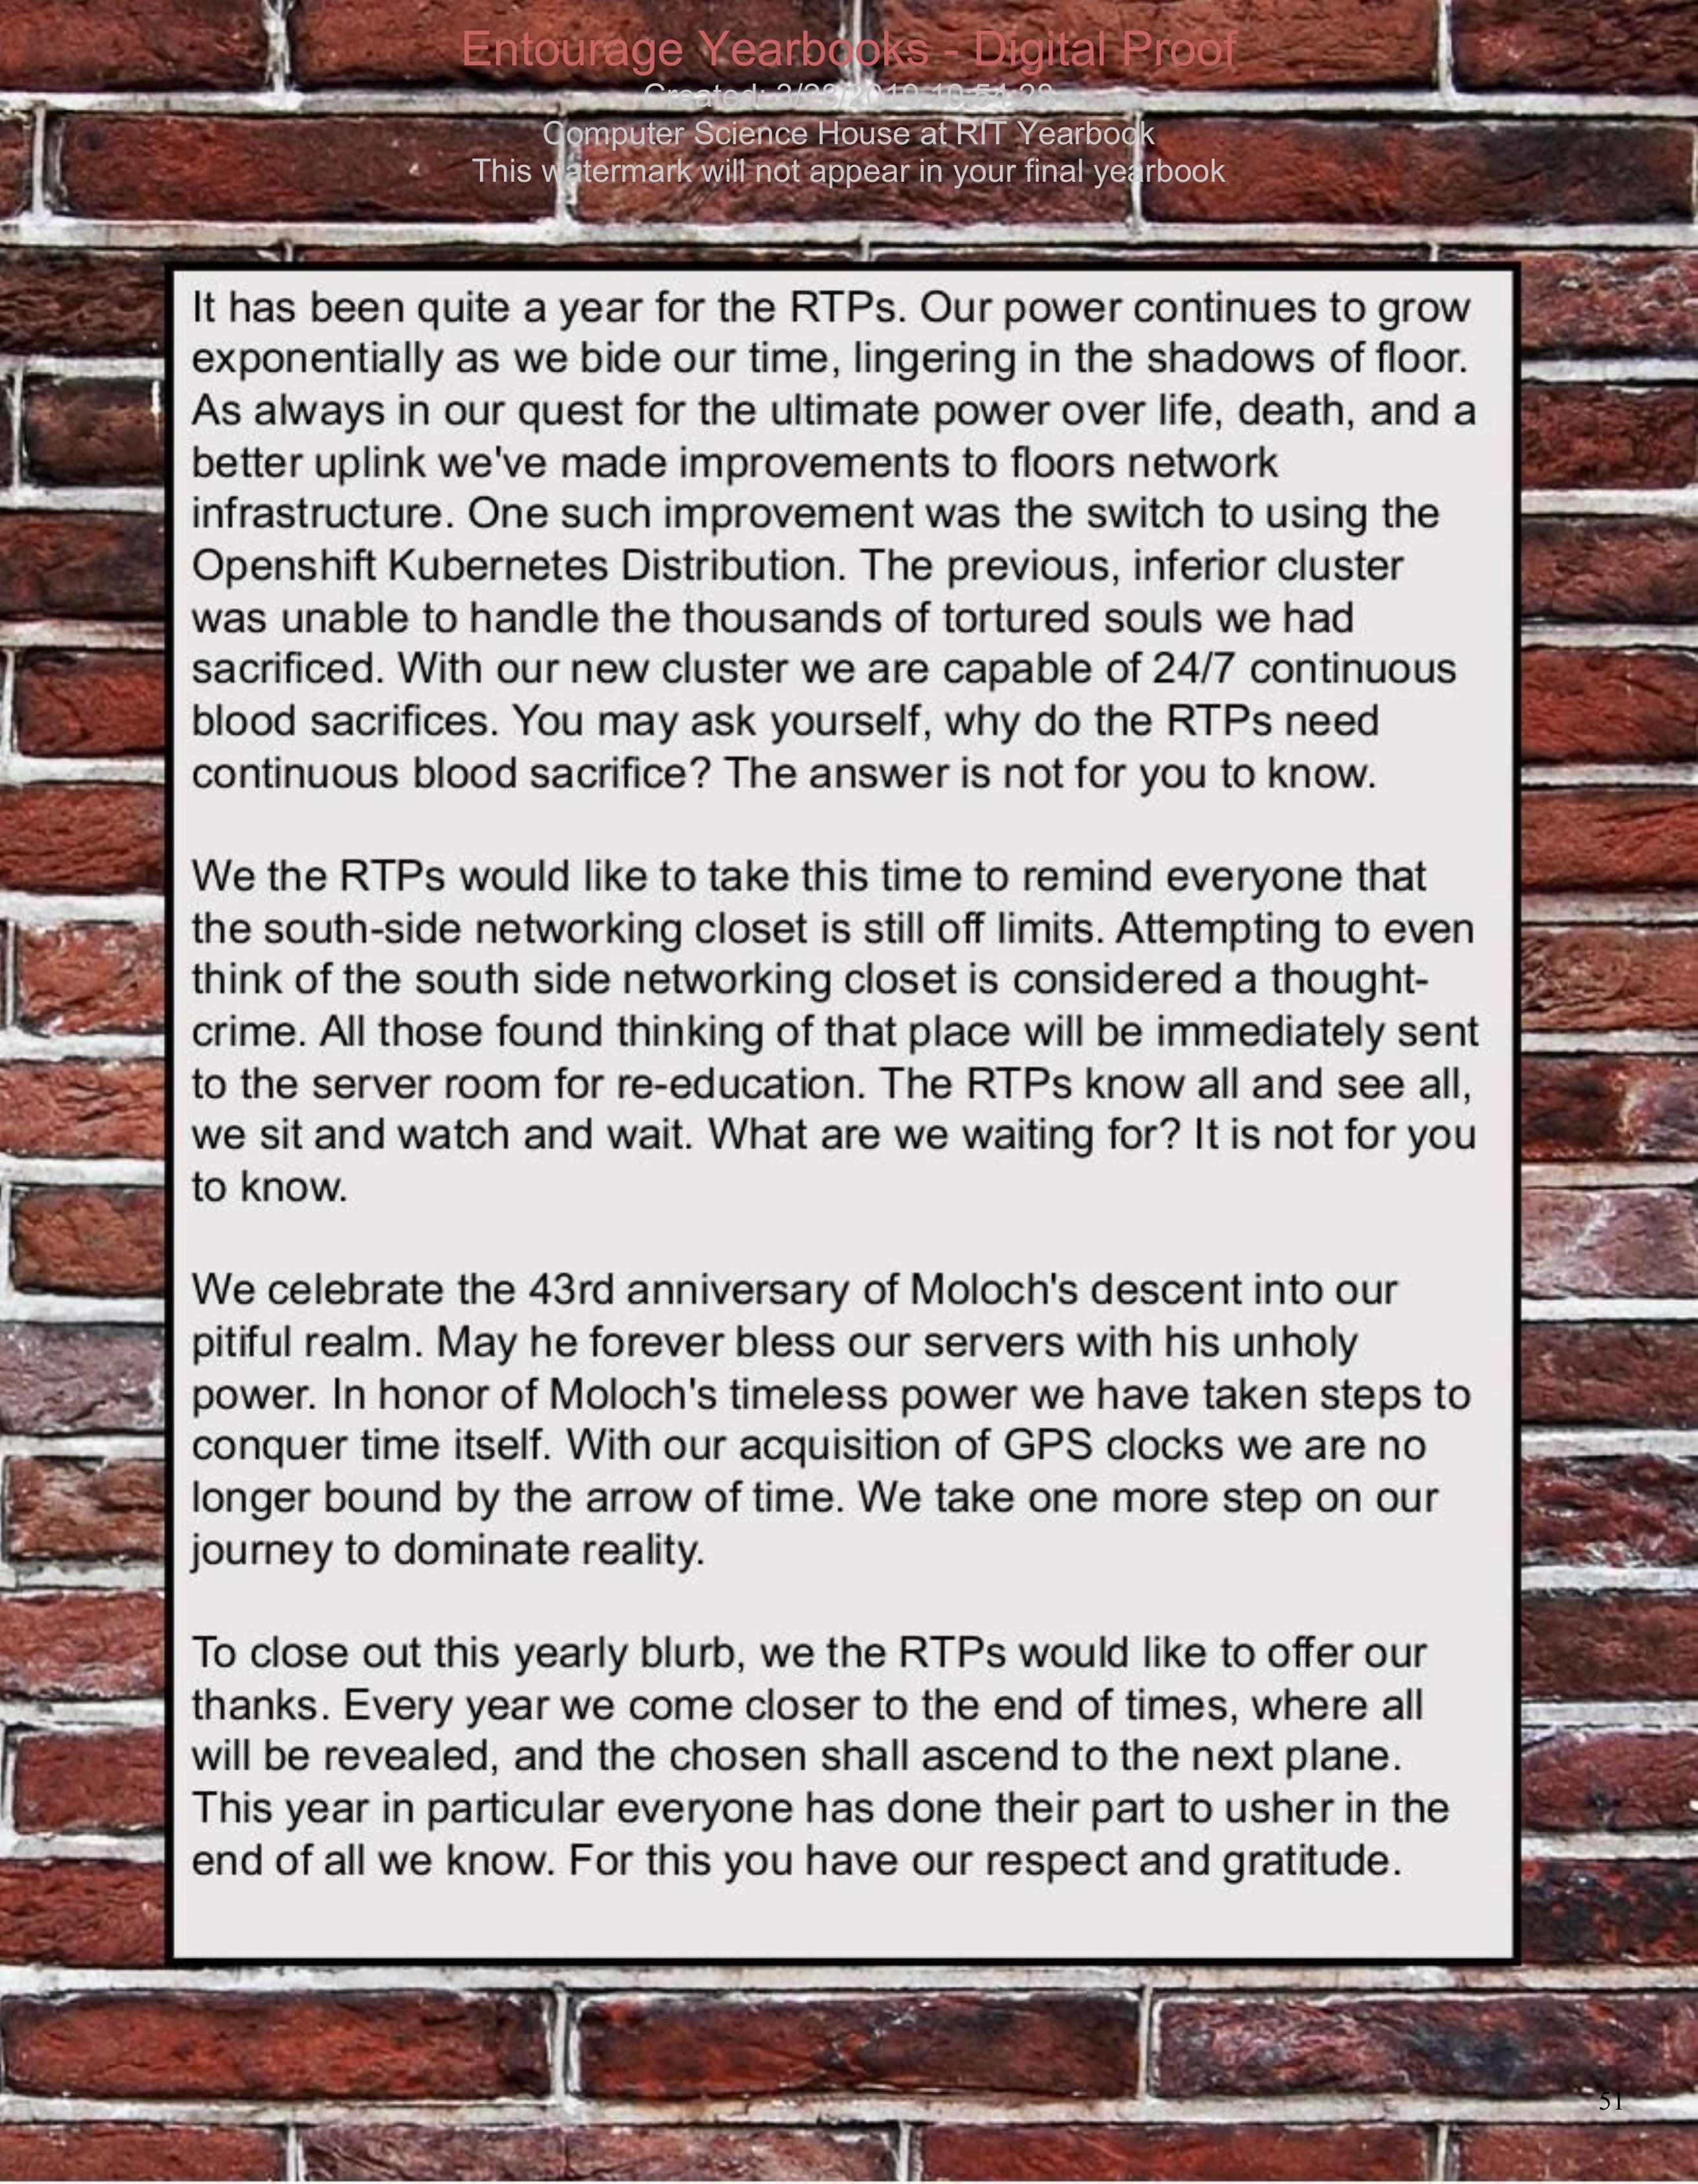 Entourage Yearbooks - Digital Proof
Created:
Computer Science House at RIT Yearbook
This watermark will not appear in your final yearbook
It has been quite a year for the RTPs. Our power continues to grow
exponentially as we bide our time, lingering in the shadows of floor.
As always in our quest for the ultimate power over life, death, and a
better uplink we've made improvements to floors network
infrastructure. One such improvement was the switch to using the
Openshift Kubernetes Distribution. The previous, inferior cluster
was unable to handle the thousands of tortured souls we had
sacrificed. With our new cluster we are capable of 24/7 continuous
blood sacrifices. You may ask yourself, why do the RTPs need
continuous blood sacrifice? The answer is not for you to know.
We the RTPs would like to take this time to remind everyone that
the south-side networking closet is still off limits. Attempting to even
think of the south side networking closet is considered a thought-
crime. All those found thinking of that place will be immediately sent
to the server room for re-education. The RTPs know all and see all,
we sit and watch and wait. What are we waiting for? It is not for you
to know.
We celebrate the 43rd anniversary of Moloch's descent into our
pitiful realm. May he forever bless our servers with his unholy
power. In honor of Moloch's timeless power we have taken steps to
conquer time itself. With our acquisition of GPS clocks we are no
longer bound by the arrow of time. We take one more step on our
journey to dominate reality.
To close out this yearly blurb, we the RTPs would like to offer our
thanks. Every year we come closer to the end of times, where all
will be revealed, and the chosen shall ascend to the next plane.
This year in particular everyone has done their part to usher in the
end of all we know. For this you have our respect and gratitude.
51